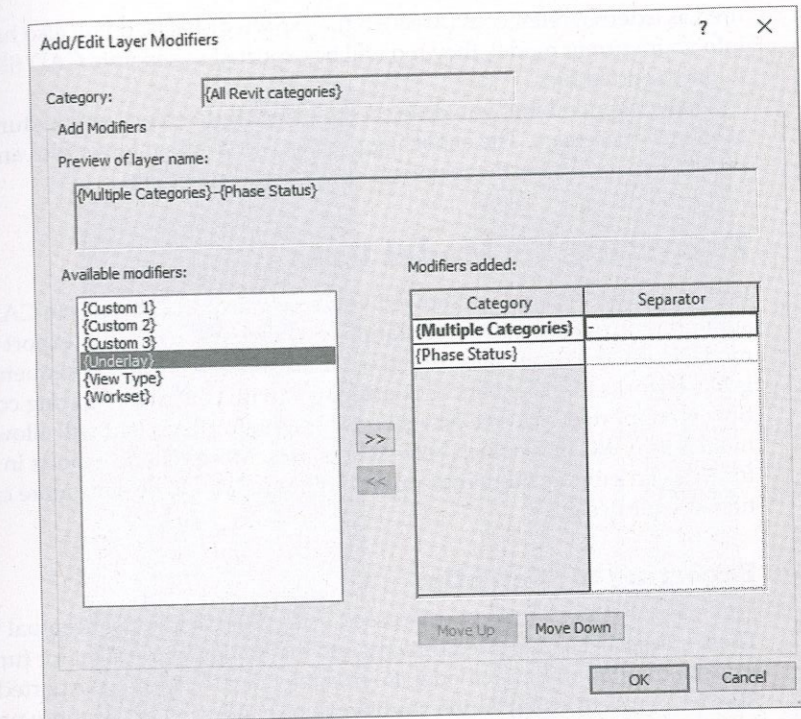 Add/Edit Layer Modifiers ? ×
Category: {All Revit categories}
Add Modifiers
Preview of layer name:
{Multiple Categories}-{Phase Status}
Available modifiers:
{Custom 1}
{Custom 2}
{Custom 3}
{Underlay}
{View Type}
{Workset}
>>
<<
Modifiers added:
Category Separator
{Multiple Categories} -
{Phase Status}
Move Up Move Down
OK Cancel